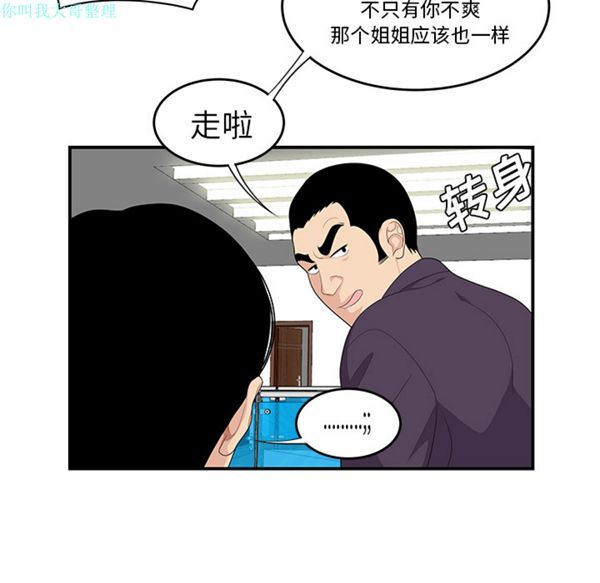 你叫我大哥整理
不只有你不爽
那个姐姐应该也一样
走啦
转身
…………;;